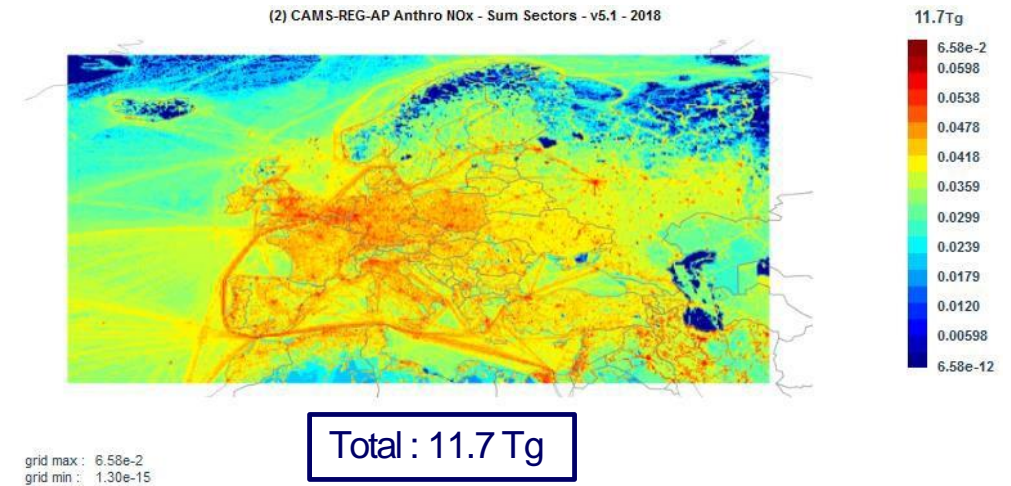 (2) CAMS-REG-AP Anthro NOx - Sum Sectors - v5.1 - 2018
11.7Tg
6.58e-2
0.0598
0.0538
0.0478
0.0418
0.0359
0.0299
0.0239
0.0179
0.0120
0.00598
6.58e-12
Total : 11.7 Tg
grid max : 6.58e-2
grid min : 1.30e-15